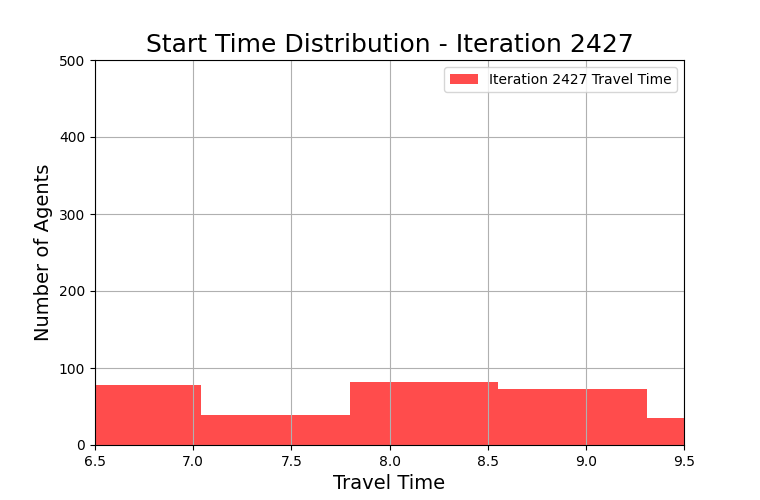 Start Time Distribution - Iteration 2427
500
400
300
200
100
0
Number of Agents
Iteration 2427 Travel Time
6.5 7.0 7.5 8.0 8.5 9.0 9.5
Travel Time